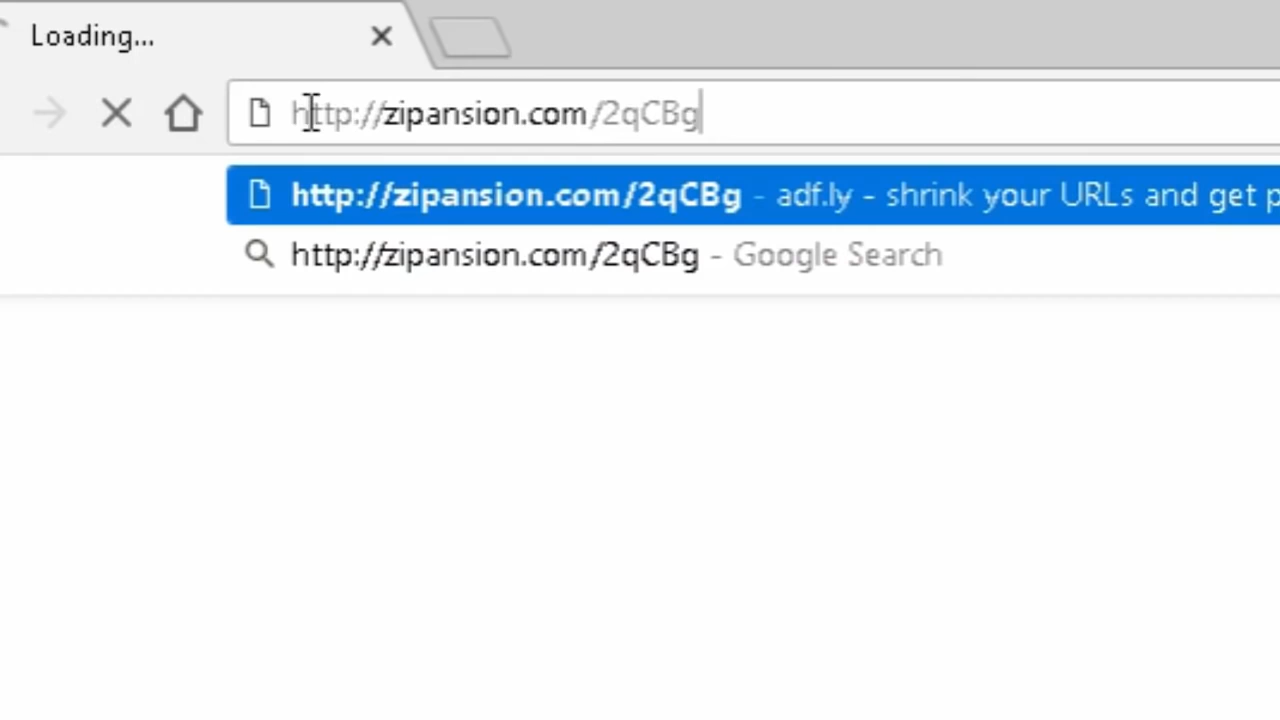 Loading...
http://zipansion.com/2qCBg
http://zipansion.com/2qCBg - adf.ly - shrink your URLs and get p
http://zipansion.com/2qCBg - Google Search